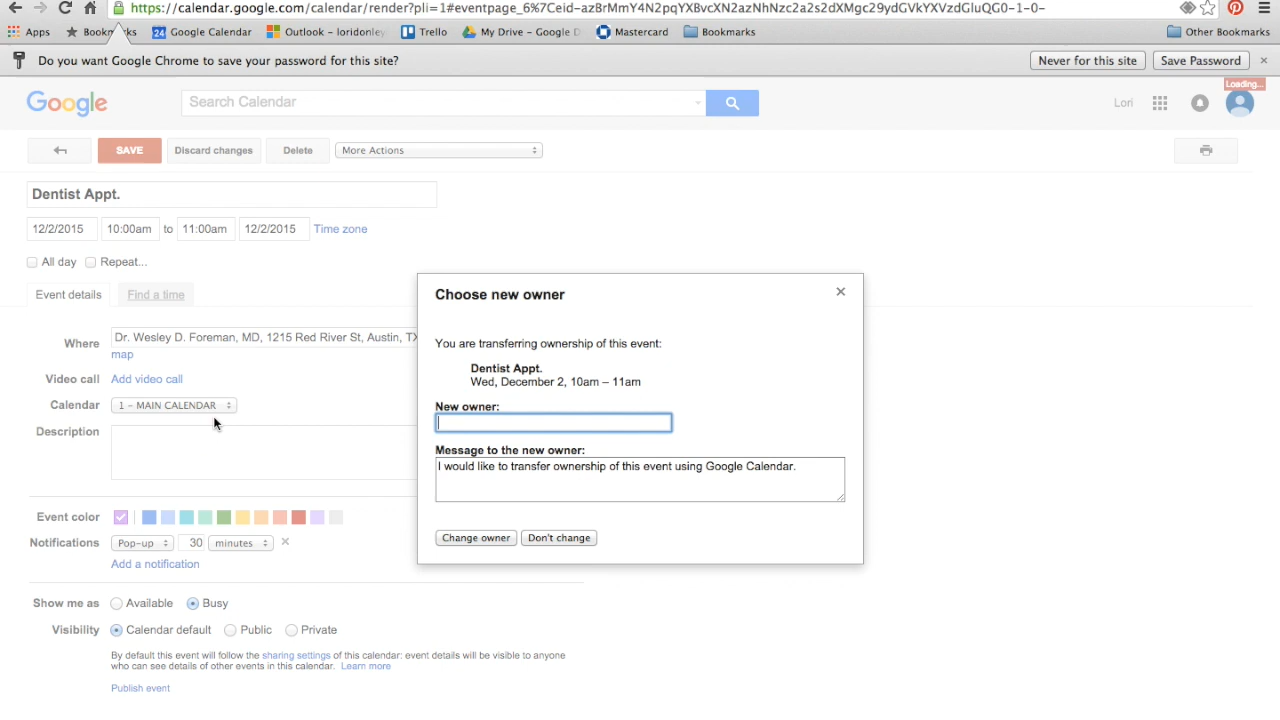 https://calendar.google.com/calendar/render?pli=1#eventpage_6%7Ceid-azBrMmY4N2pqYXBvcXN2azNhNzc2a2s2dXMgc29ydGVkYXVzdGluQG0-1-0-
Apps Bookmarks 24 Google Calendar Outlook - loridonley Trello My Drive - Google D Mastercard Bookmarks Other Bookmarks
Do you want Google Chrome to save your password for this site? Never for this site Save Password ×
Loading...
Google Search Calendar Lori
SAVE Discard changes Delete More Actions
Dentist Appt.
12/2/2015 10:00am to 11:00am 12/2/2015 Time zone
All day Repeat...
Event details Find a time
Where Dr. Wesley D. Foreman, MD, 1215 Red River St, Austin, TX
map
Video call Add video call
Calendar 1 - MAIN CALENDAR
Description
Event color
Notifications Pop-up 30 minutes ×
Add a notification
Show me as Available Busy
Visibility Calendar default Public Private
By default this event will follow the sharing settings of this calendar: event details will be visible to anyone
who can see details of other events in this calendar. Learn more
Publish event
Choose new owner ×
You are transferring ownership of this event:
Dentist Appt.
Wed, December 2, 10am – 11am
New owner:
Message to the new owner:
I would like to transfer ownership of this event using Google Calendar.
Change owner Don't change